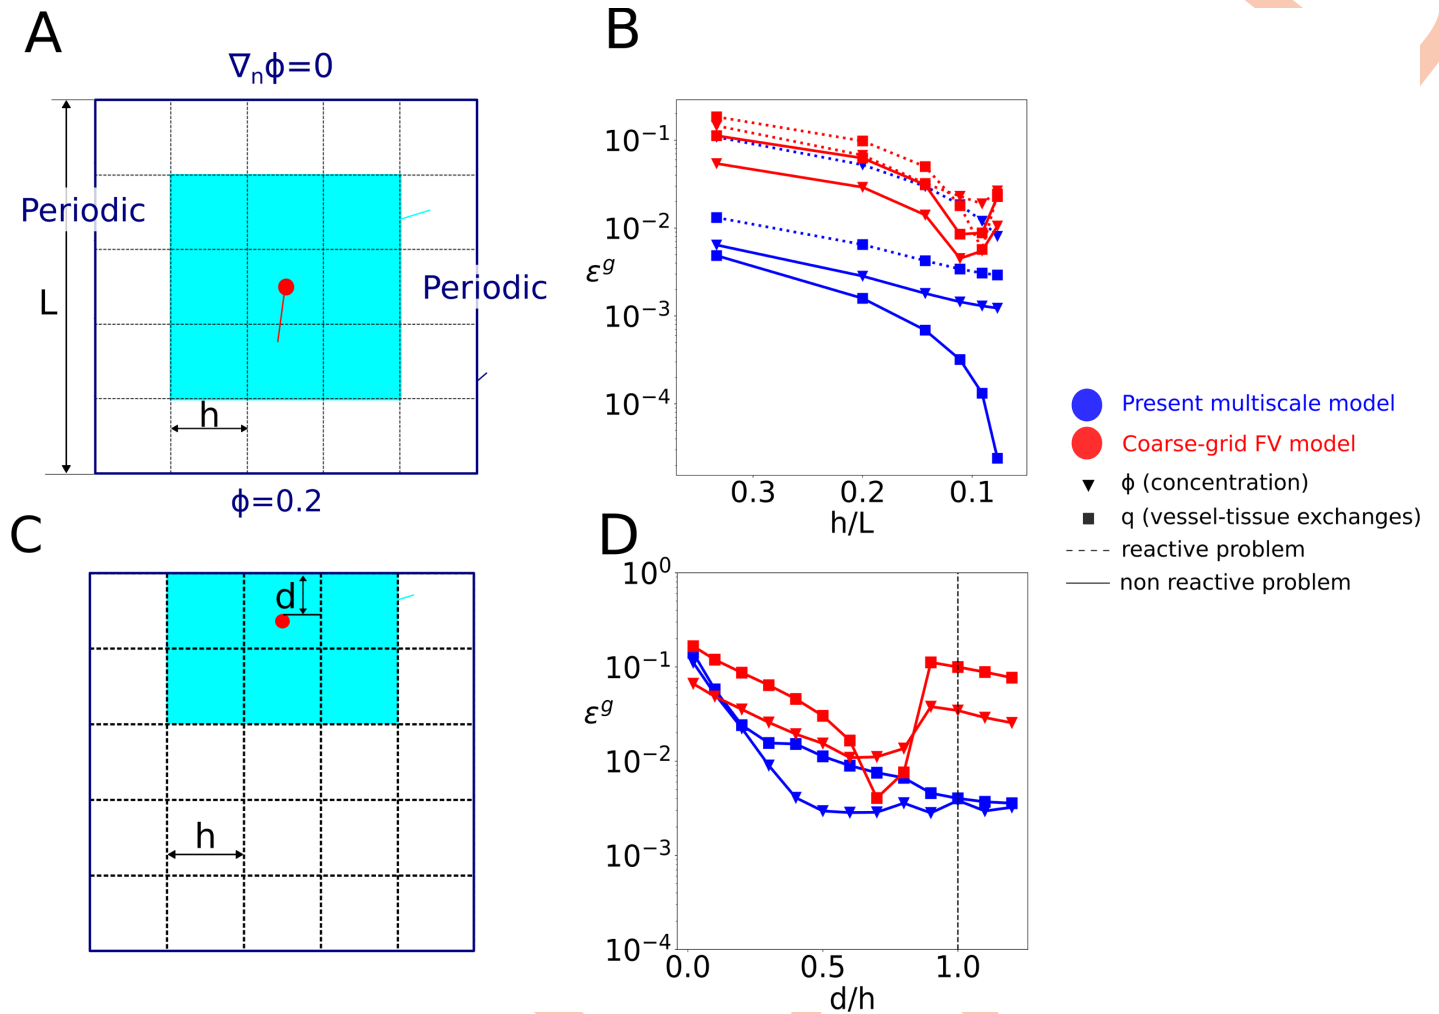 A
∇ₙϕ=0
Periodic
L
Periodic
h
ϕ=0.2
B
10⁻¹
10⁻²
εᵍ
10⁻³
10⁻⁴
0.3 0.2 0.1
h/L
Present multiscale model
Coarse-grid FV model
ϕ (concentration)
q (vessel-tissue exchanges)
reactive problem
non reactive problem
C
d
h
D
10⁰
10⁻¹
εᵍ
10⁻²
10⁻³
10⁻⁴
0.0 0.5 1.0
d/h